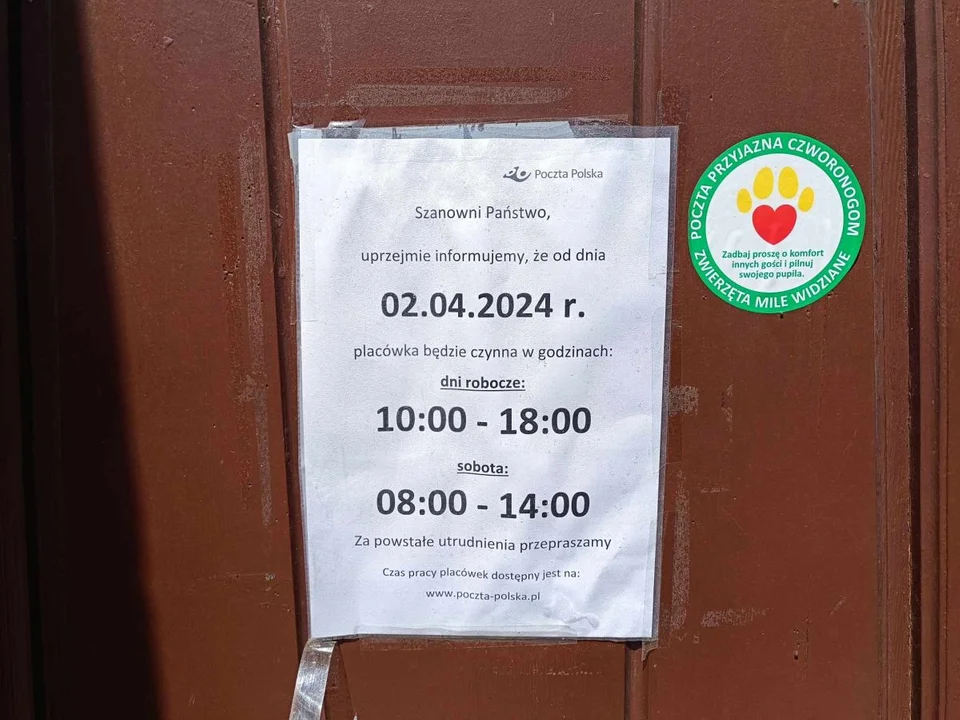 Poczta Polska
Szanowni Państwo,
uprzejmie informujemy, że od dnia
02.04.2024 r.
placówka będzie czynna w godzinach:
dni robocze:
10:00 - 18:00
sobota:
08:00 - 14:00
Za powstałe utrudnienia przepraszamy
Czas pracy placówek dostępny jest na:
www.poczta-polska.pl
POCZTA PRZYJAZNA CZWORONOGOM
Zadbaj proszę o komfort
innych gości i pilnuj
swojego pupila.
ZWIERZĘTA MILE WIDZIANE